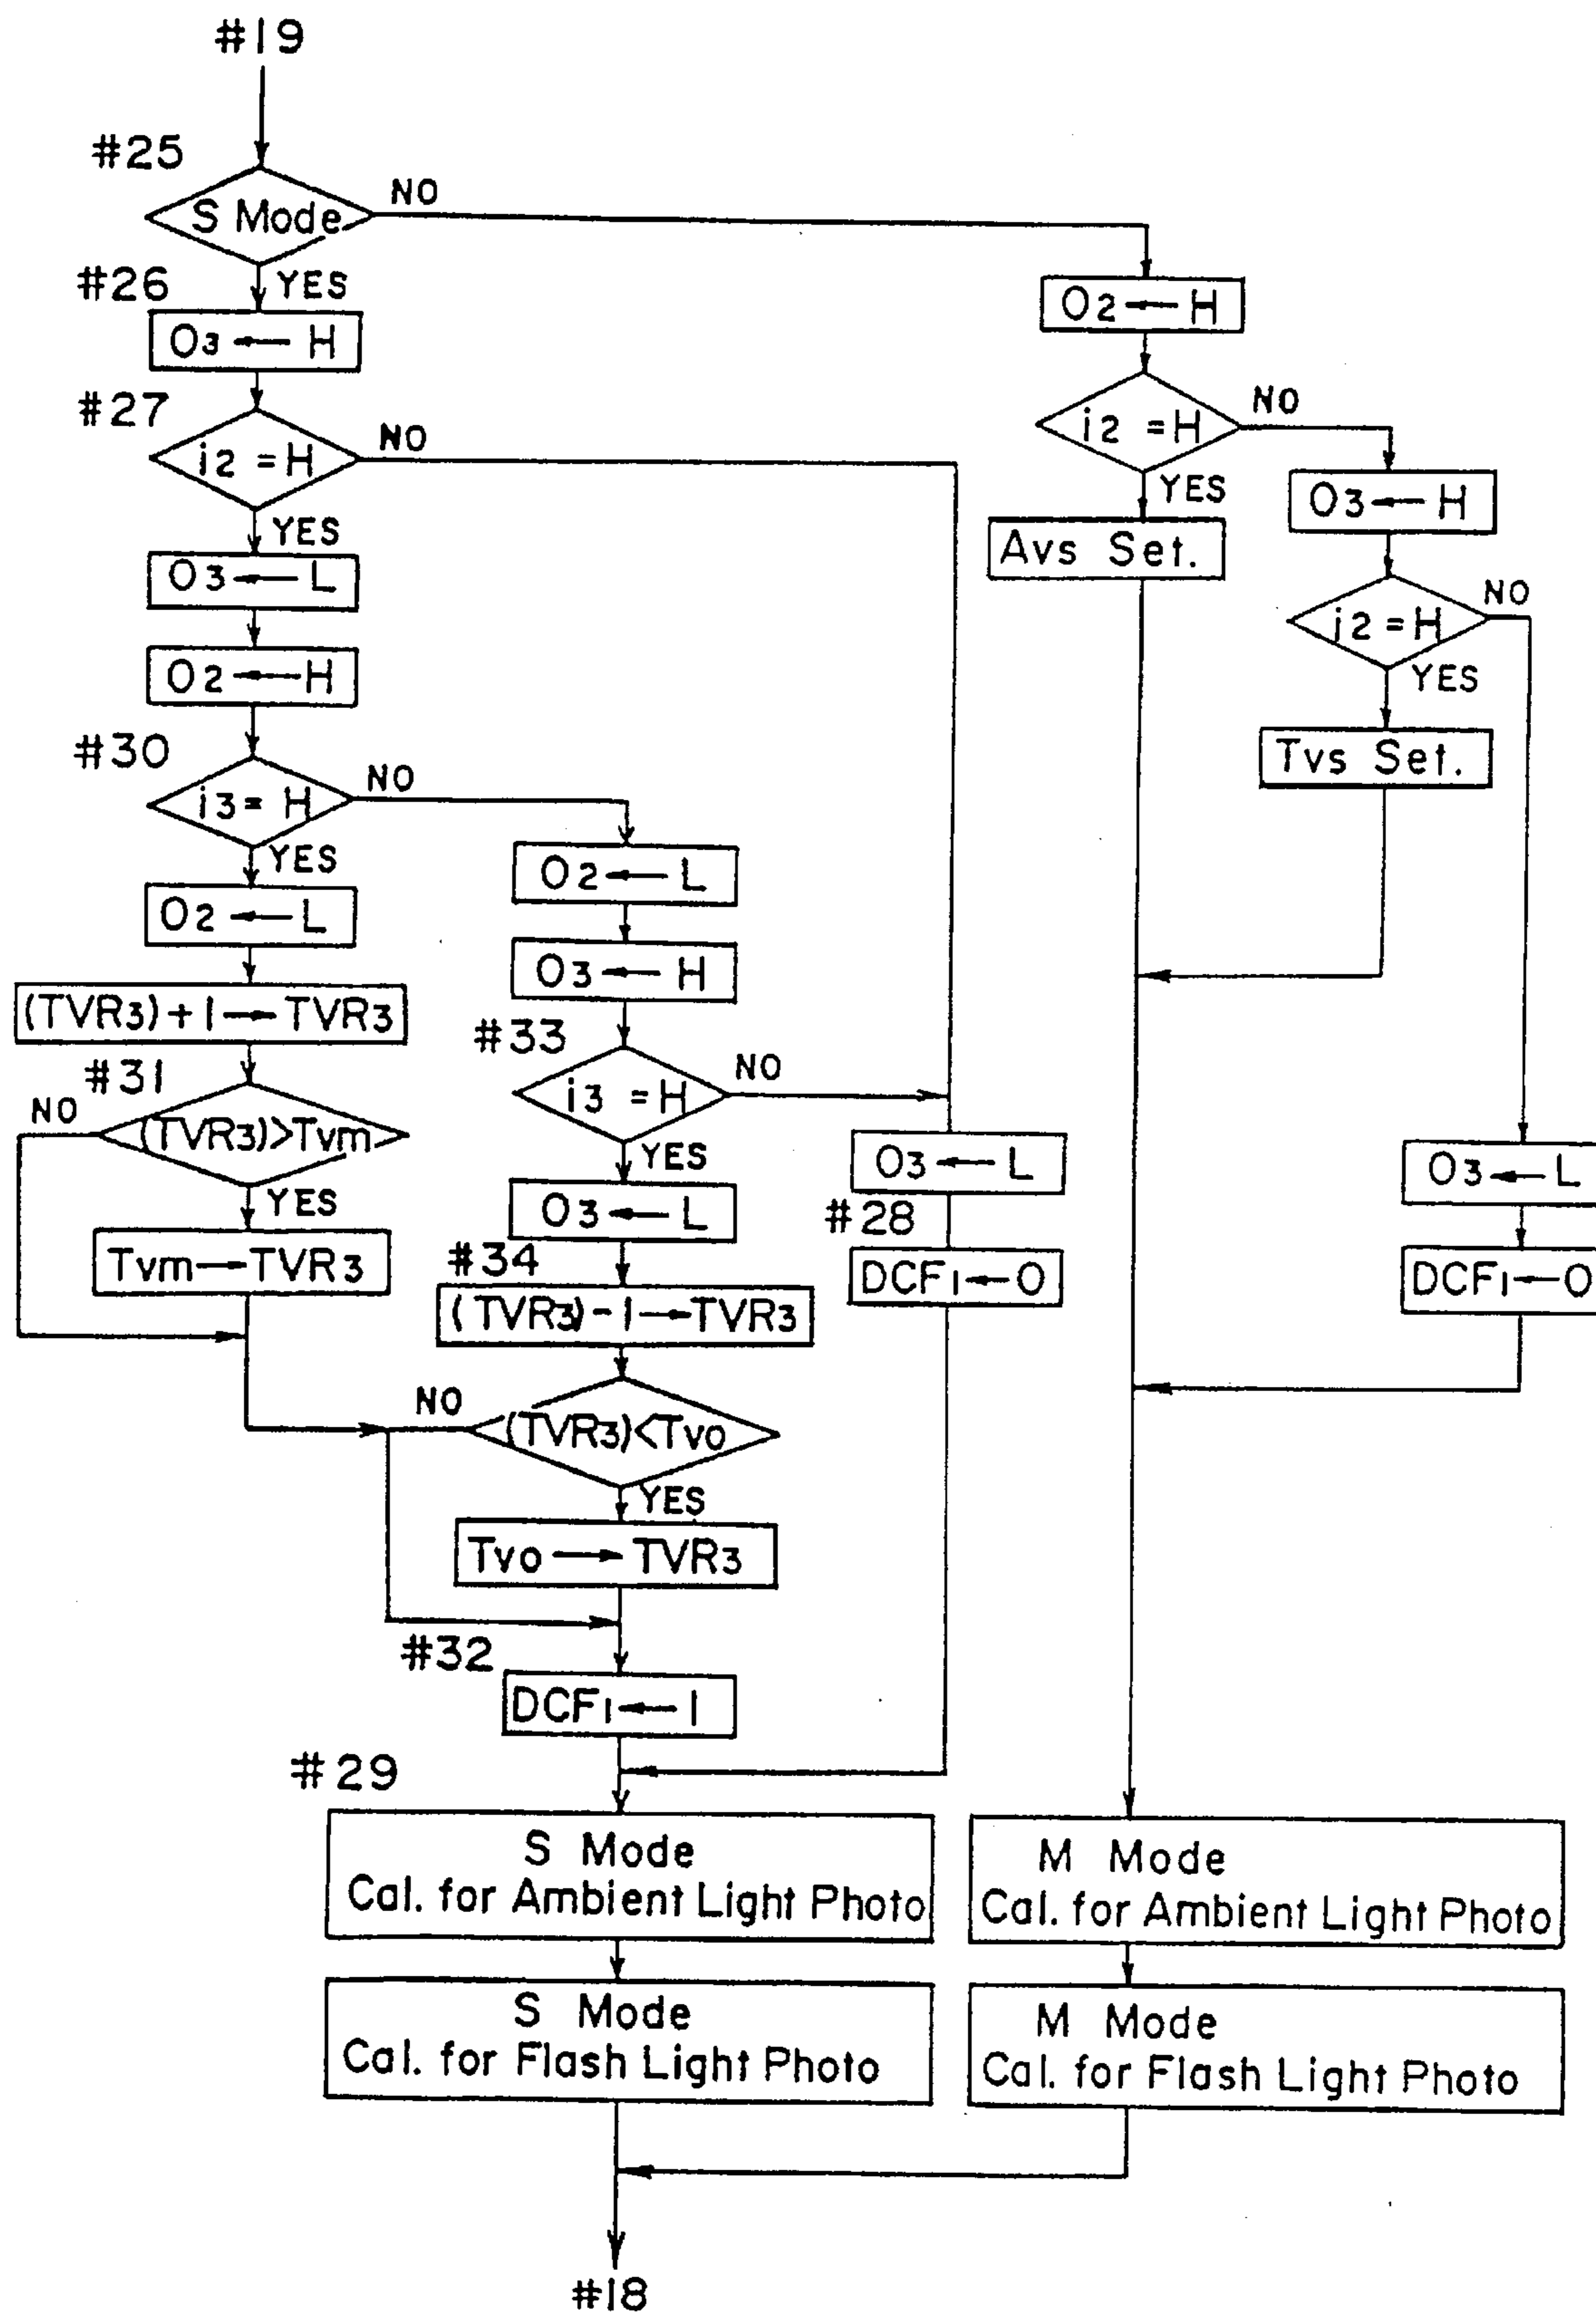 #19
#25
S Mode
NO
YES
#26
O3 ← H
#27
i2 = H
NO
YES
O3 ← L
O2 ← H
#30
i3 = H
NO
YES
O2 ← L
(TVR3)+1 → TVR3
#31
(TVR3)>Tvm
NO
YES
Tvm → TVR3
O2 ← L
O3 ← H
#33
i3 = H
NO
YES
O3 ← L
#34
(TVR3)-1 → TVR3
NO
(TVR3)<Tvo
YES
Tvo → TVR3
#32
DCF1 ← 1
O3 ← L
#28
DCF1 ← 0
O2 ← H
i2 = H
NO
YES
Avs Set.
O3 ← H
i2 = H
NO
YES
Tvs Set.
O3 ← L
DCF1 ← 0
#29
S Mode
Cal. for Ambient Light Photo
S Mode
Cal. for Flash Light Photo
M Mode
Cal. for Ambient Light Photo
M Mode
Cal. for Flash Light Photo
#18